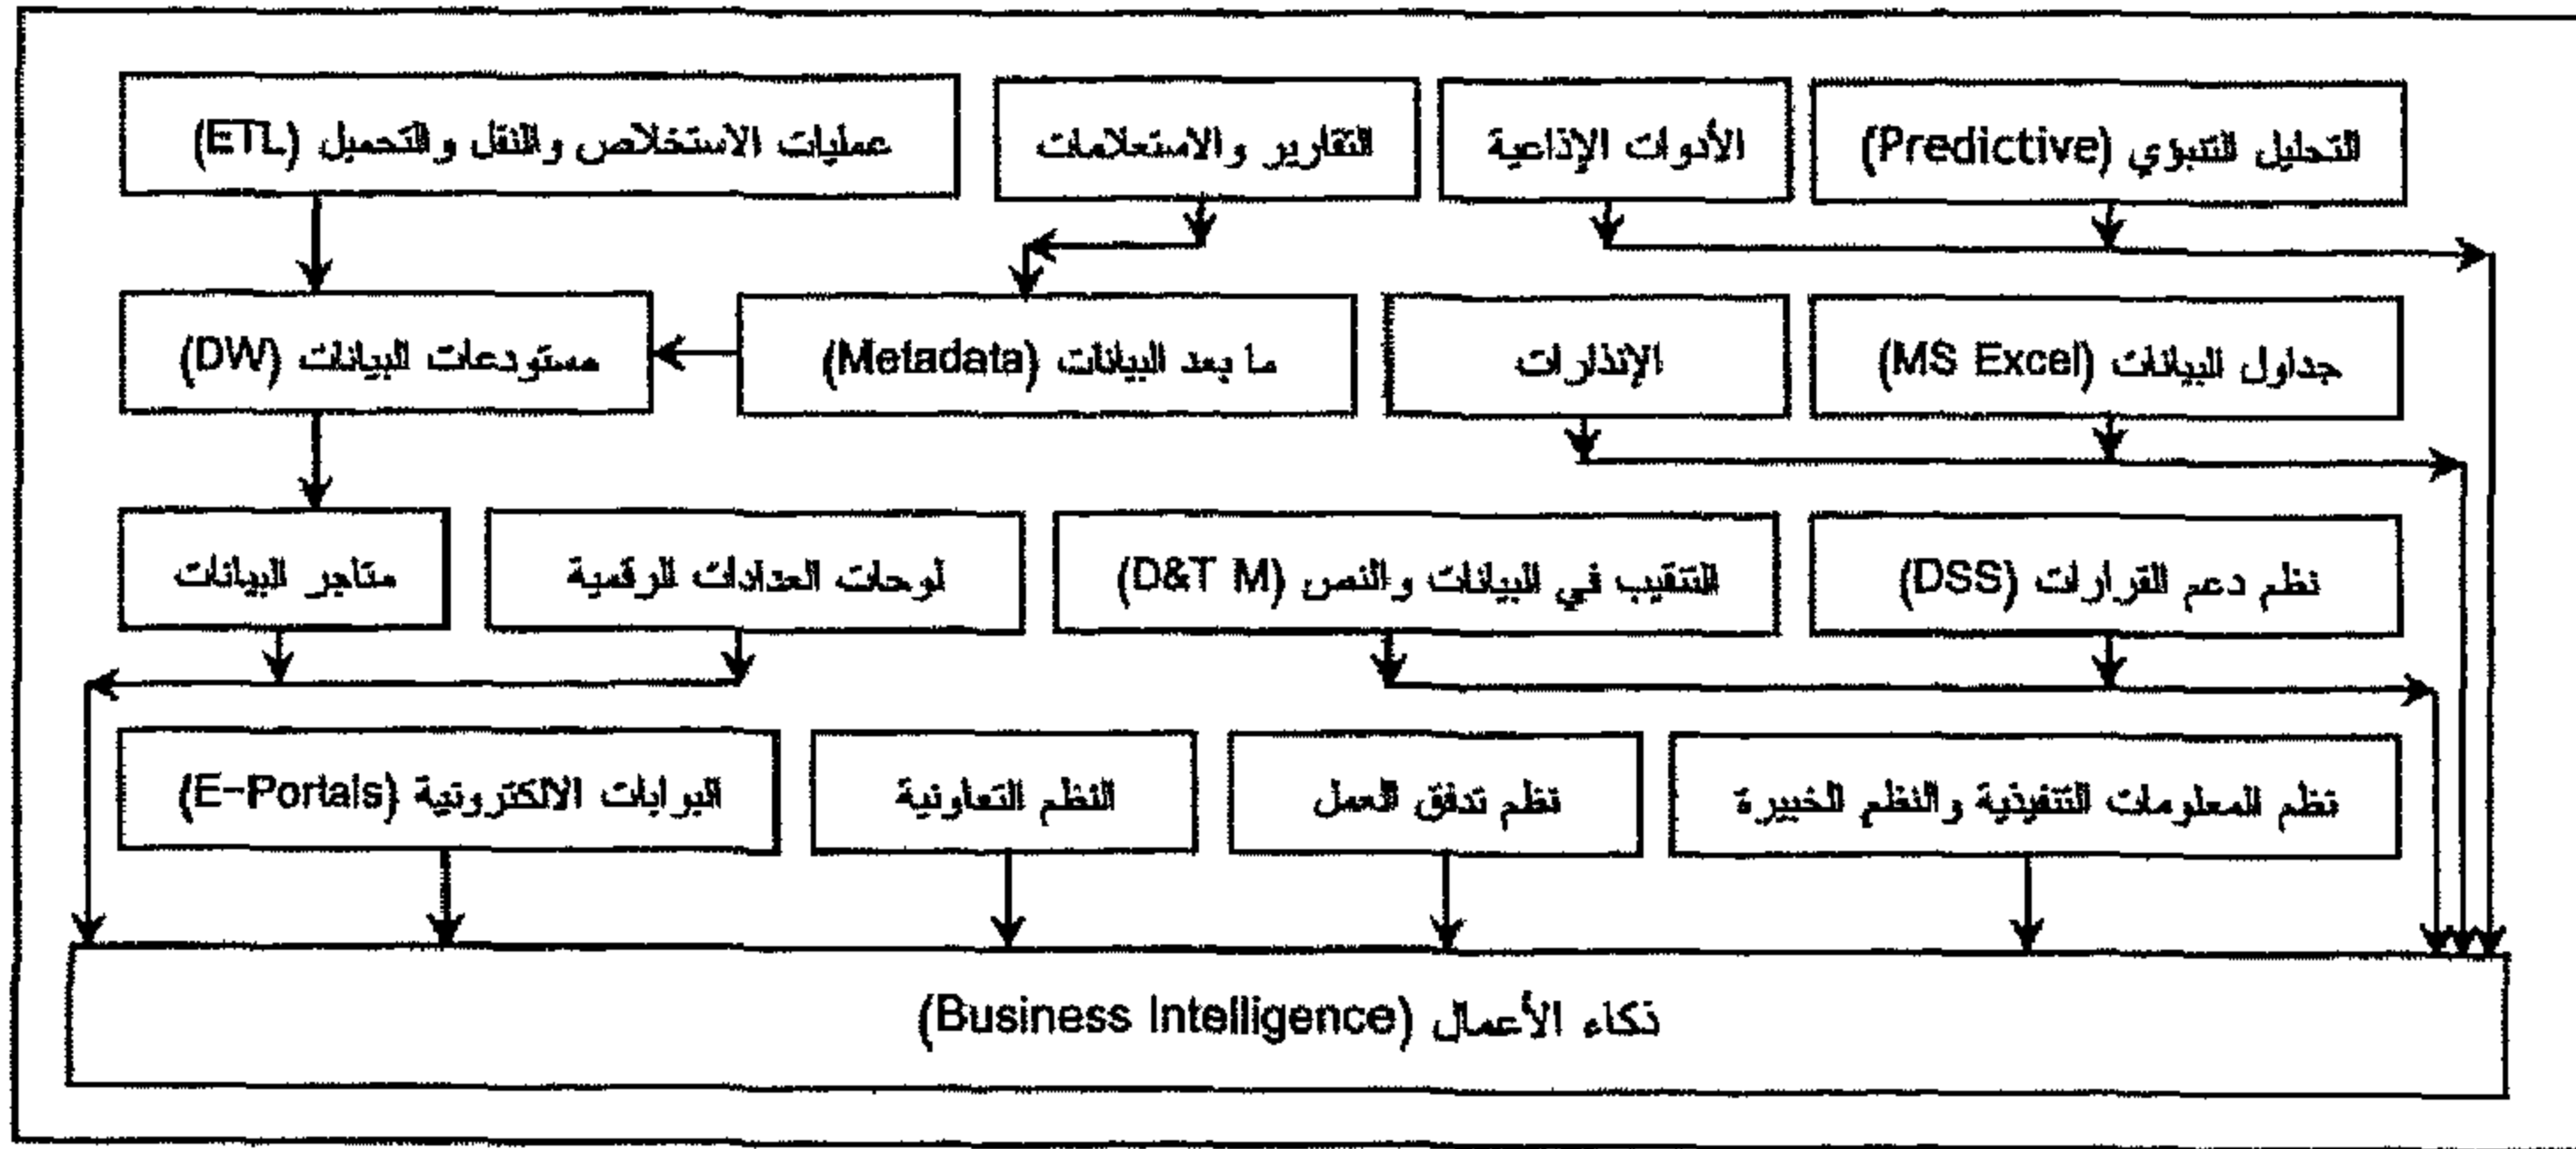 التحليل التنبؤي (Predictive)
الأدوات الإذاعية
التقارير والاستعلامات
عمليات الاستخلاص والنقل والتحميل (ETL)
جداول البيانات (MS Excel)
الإنذارات
ما بعد البيانات (Metadata)
مستودعات البيانات (DW)
نظم دعم القرارات (DSS)
التنقيب في البيانات والنص (D&T M)
لوحات العدادات الرقمية
متاجر البيانات
نظم المعلومات التنفيذية والنظم الخبيرة
نظم تدفق العمل
النظم التعاونية
البوابات الالكترونية (E-Portals)
ذكاء الأعمال (Business Intelligence)